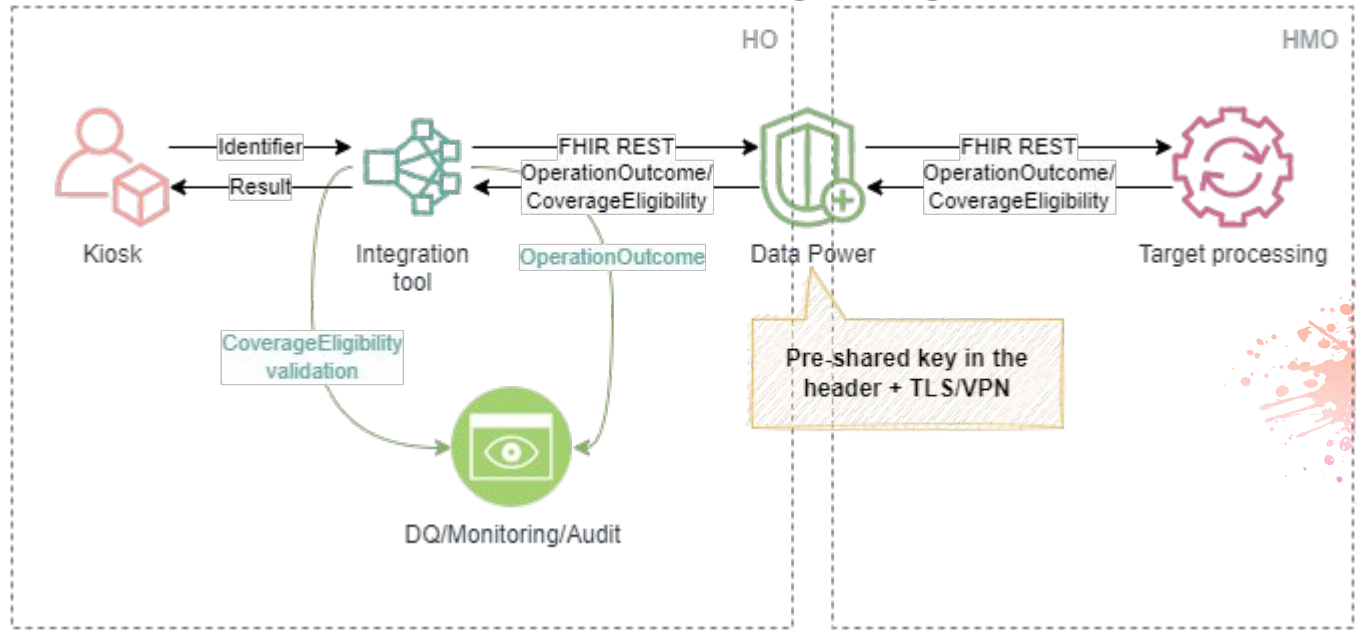 HO
HMO
Identifier
Result
FHIR REST
OperationOutcome/
CoverageEligibility
FHIR REST
OperationOutcome/
CoverageEligibility
Kiosk
Integration
tool
OperationOutcome
Data Power
Target processing
CoverageEligibility
validation
Pre-shared key in the
header + TLS/VPN
DQ/Monitoring/Audit